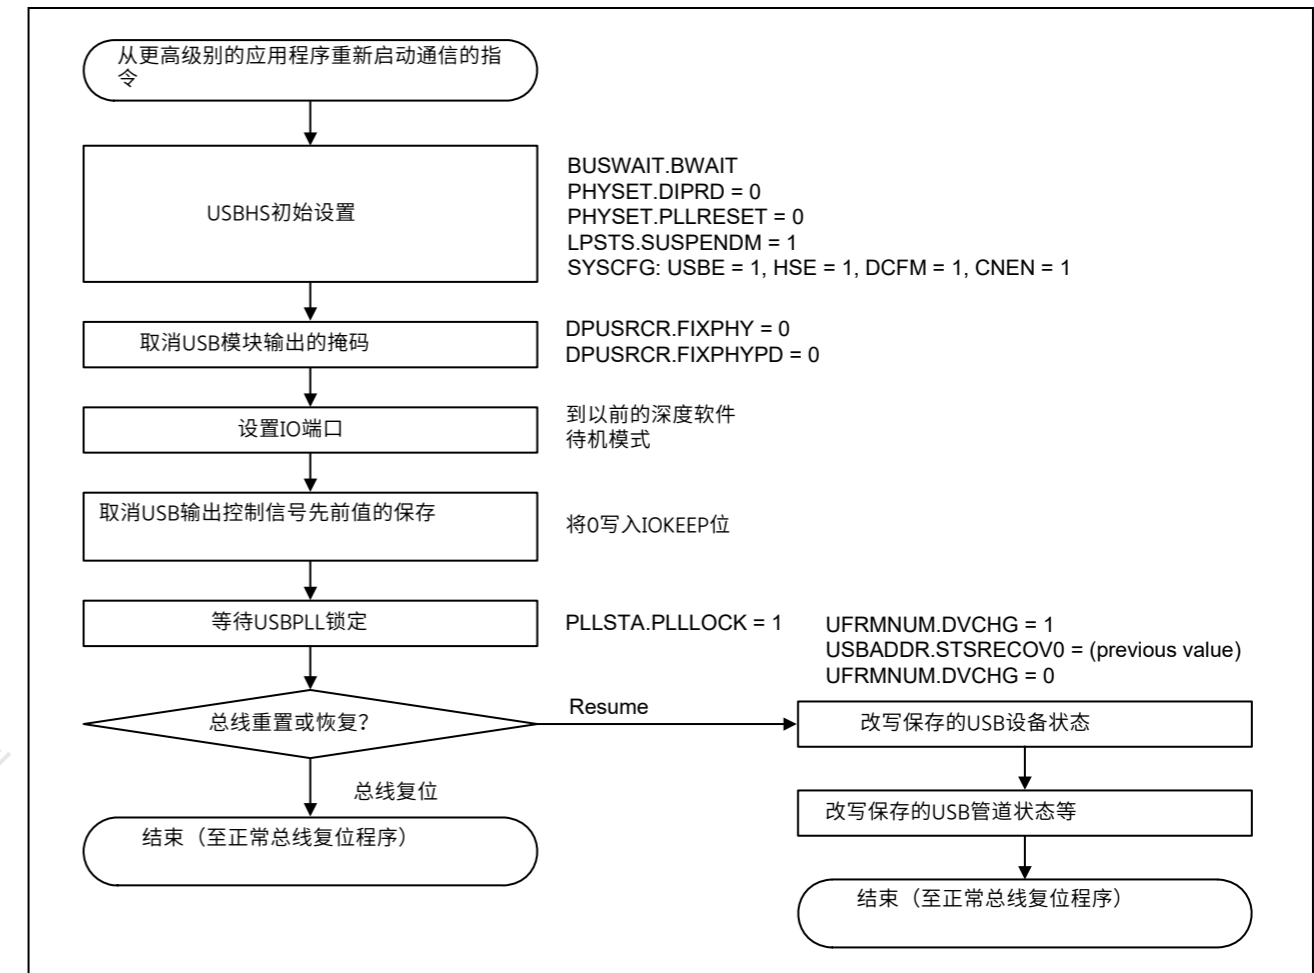 从更高级别的应用程序重新启动通信的指
令
USBHS初始设置
BUSWAIT.BWAIT
PHYSET.DIPRD = 0
PHYSET.PLLRESET = 0
LPSTS.SUSPENDM = 1
SYSCFG: USBE = 1, HSE = 1, DCFM = 1, CNEN = 1
取消USB模块输出的掩码
DPUSRCR.FIXPHY = 0
DPUSRCR.FIXPHYPD = 0
设置IO端口
到以前的深度软件
待机模式
取消USB输出控制信号先前值的保存
将0写入IOKEEP位
等待USBPLL锁定
PLLSTA.PLLLOCK = 1
UFRMNUM.DVCHG = 1
USBADDR.STSRECOV0 = (previous value)
UFRMNUM.DVCHG = 0
总线重置或恢复？
Resume
改写保存的USB设备状态
总线复位
改写保存的USB管道状态等
结束（至正常总线复位程序）
结束（至正常总线复位程序）